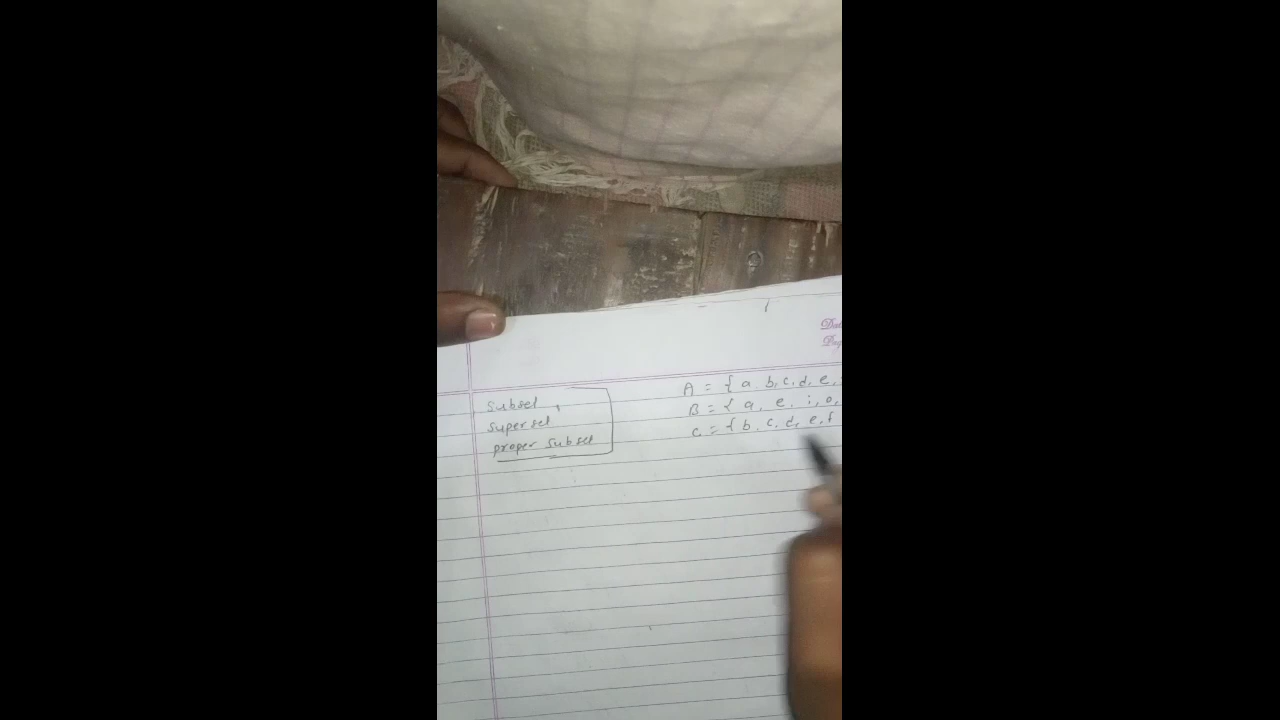 Subset,
Superset
proper subset
A = { a, b, c, d, e,
B = { a, e, i, o,
C = { b, c, d, e, f